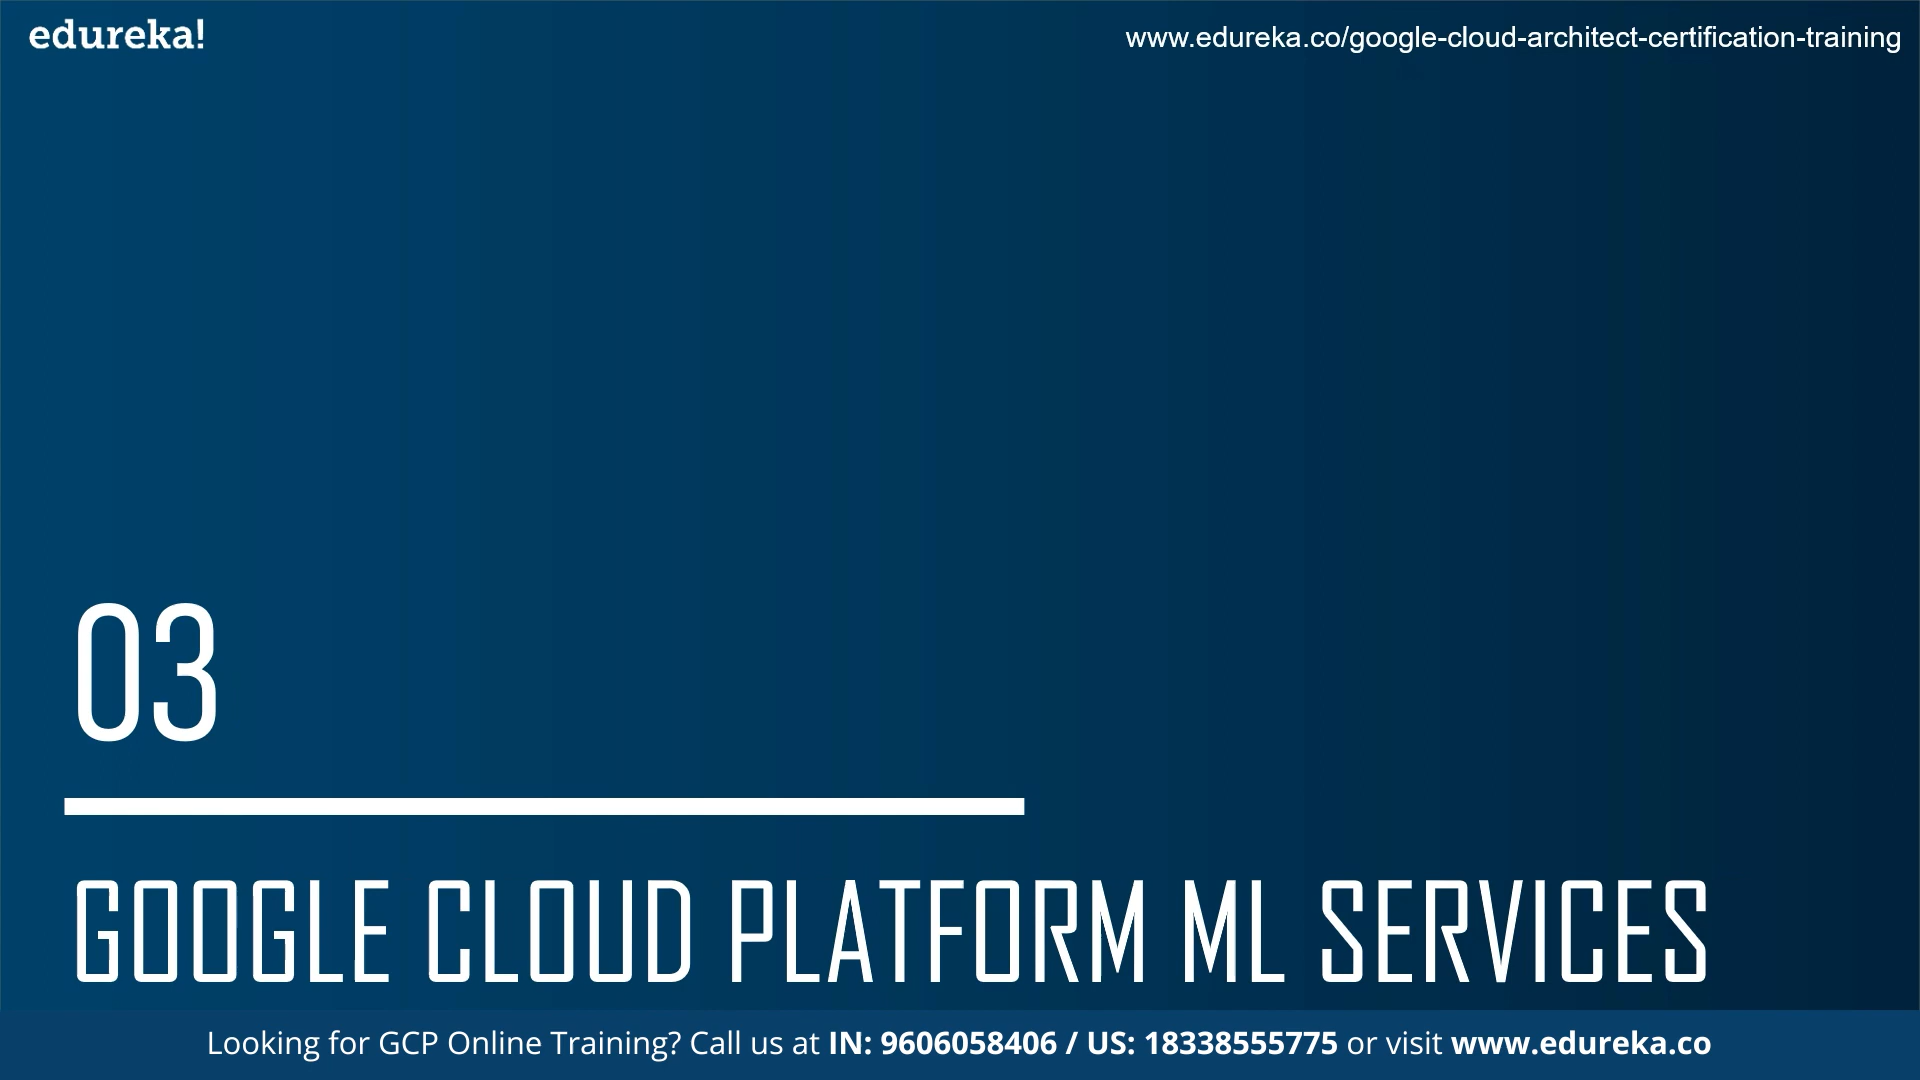 edureka!
www.edureka.co/google-cloud-architect-certification-training
03
GOOGLE CLOUD PLATFORM ML SERVICES
Looking for GCP Online Training? Call us at IN: 9606058406 / US: 18338555775 or visit www.edureka.co